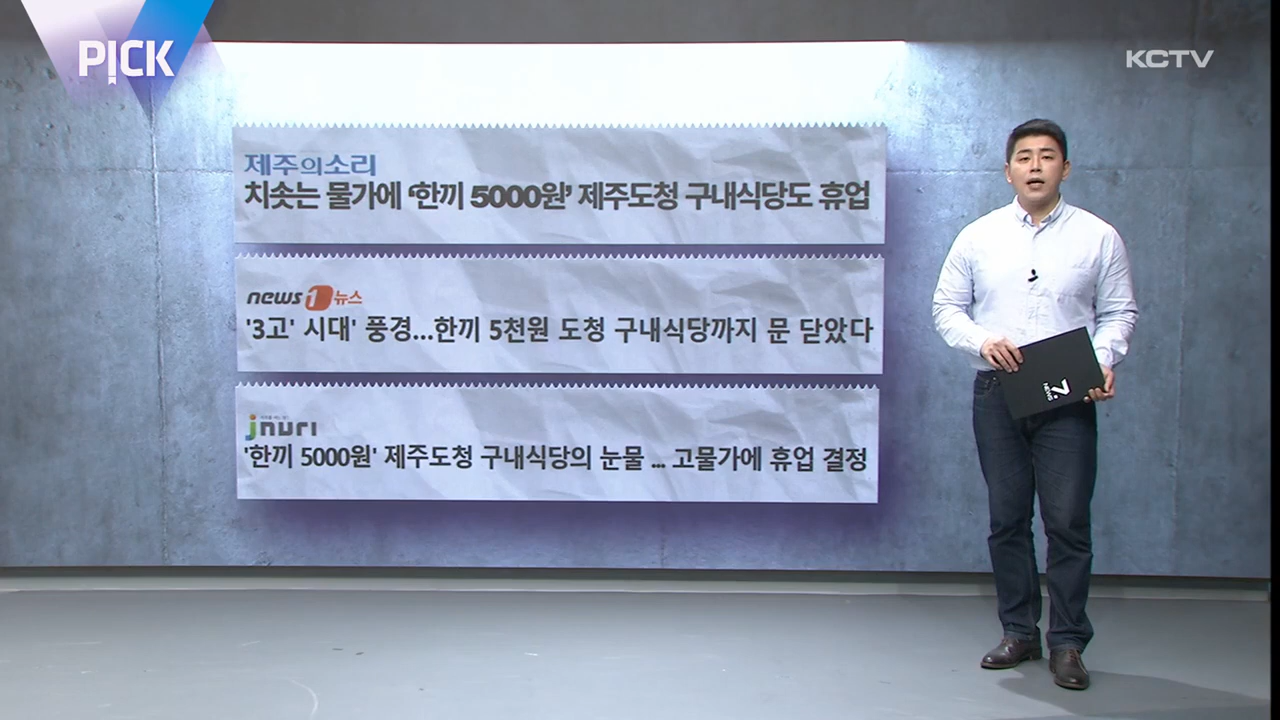 PICK
KCTV
제주의소리
치솟는 물가에 ‘한끼 5000원’ 제주도청 구내식당도 휴업
news1뉴스
'3고' 시대' 풍경...한끼 5천원 도청 구내식당까지 문 닫았다
jnuri
'한끼 5000원' 제주도청 구내식당의 눈물 ... 고물가에 휴업 결정
7
NEWS